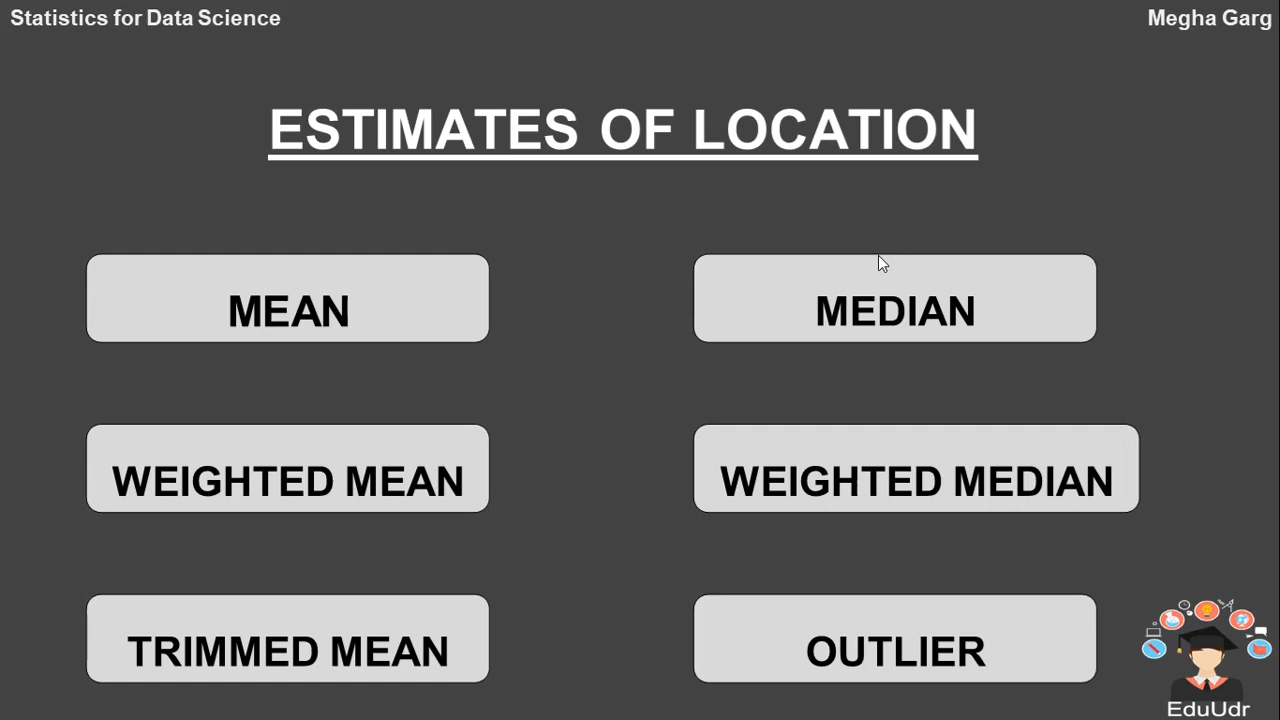 Statistics for Data Science
Megha Garg
ESTIMATES OF LOCATION
MEAN
MEDIAN
WEIGHTED MEAN
WEIGHTED MEDIAN
TRIMMED MEAN
OUTLIER
EduUdr